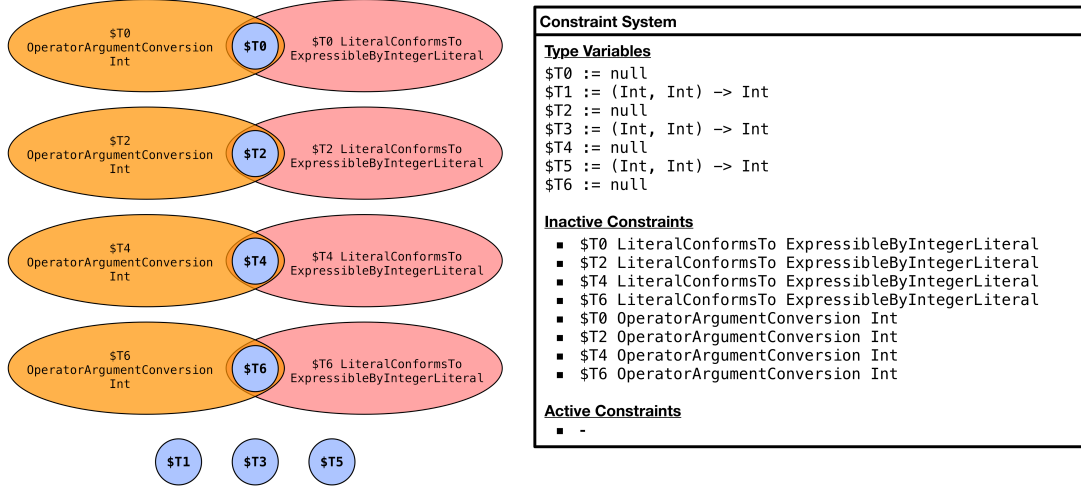 $T0
OperatorArgumentConversion
Int
$T0
$T0 LiteralConformsTo
ExpressibleByIntegerLiteral
$T2
OperatorArgumentConversion
Int
$T2
$T2 LiteralConformsTo
ExpressibleByIntegerLiteral
$T4
OperatorArgumentConversion
Int
$T4
$T4 LiteralConformsTo
ExpressibleByIntegerLiteral
$T6
OperatorArgumentConversion
Int
$T6
$T6 LiteralConformsTo
ExpressibleByIntegerLiteral
$T1
$T3
$T5
Constraint System
Type Variables
$T0 := null
$T1 := (Int, Int) -> Int
$T2 := null
$T3 := (Int, Int) -> Int
$T4 := null
$T5 := (Int, Int) -> Int
$T6 := null
Inactive Constraints
▪ $T0 LiteralConformsTo ExpressibleByIntegerLiteral
▪ $T2 LiteralConformsTo ExpressibleByIntegerLiteral
▪ $T4 LiteralConformsTo ExpressibleByIntegerLiteral
▪ $T6 LiteralConformsTo ExpressibleByIntegerLiteral
▪ $T0 OperatorArgumentConversion Int
▪ $T2 OperatorArgumentConversion Int
▪ $T4 OperatorArgumentConversion Int
▪ $T6 OperatorArgumentConversion Int
Active Constraints
▪ -